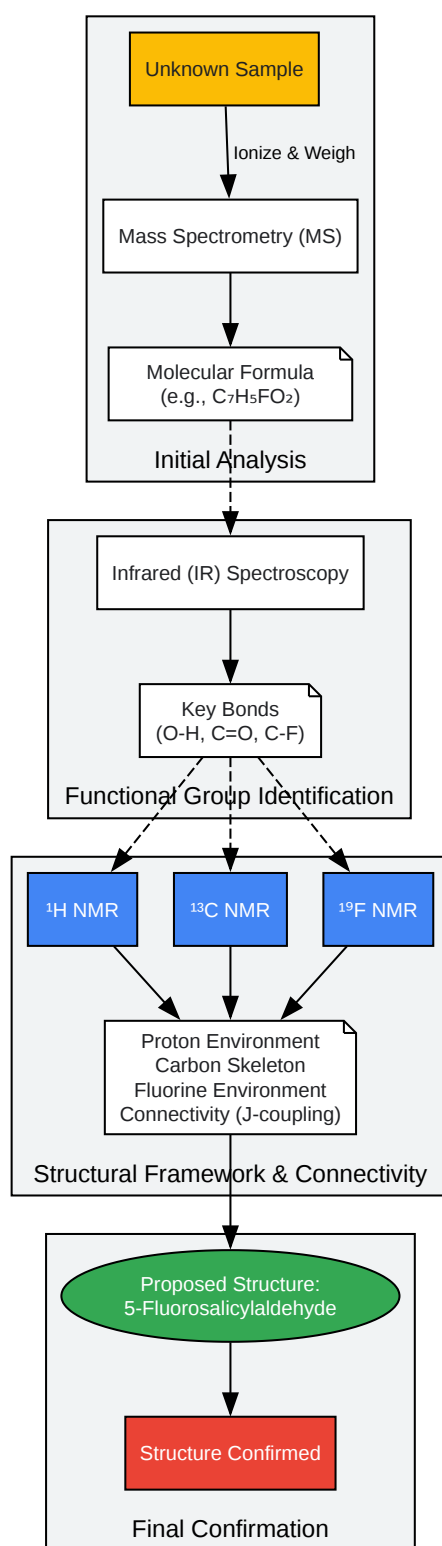 Unknown Sample
Ionize & Weigh
Mass Spectrometry (MS)
Molecular Formula
(e.g., C₇H₅FO₂)
Initial Analysis
Infrared (IR) Spectroscopy
Key Bonds
(O-H, C=O, C-F)
Functional Group Identification
¹H NMR
¹³C NMR
¹⁹F NMR
Proton Environment
Carbon Skeleton
Fluorine Environment
Connectivity (J-coupling)
Structural Framework & Connectivity
Proposed Structure:
5-Fluorosalicylaldehyde
Structure Confirmed
Final Confirmation